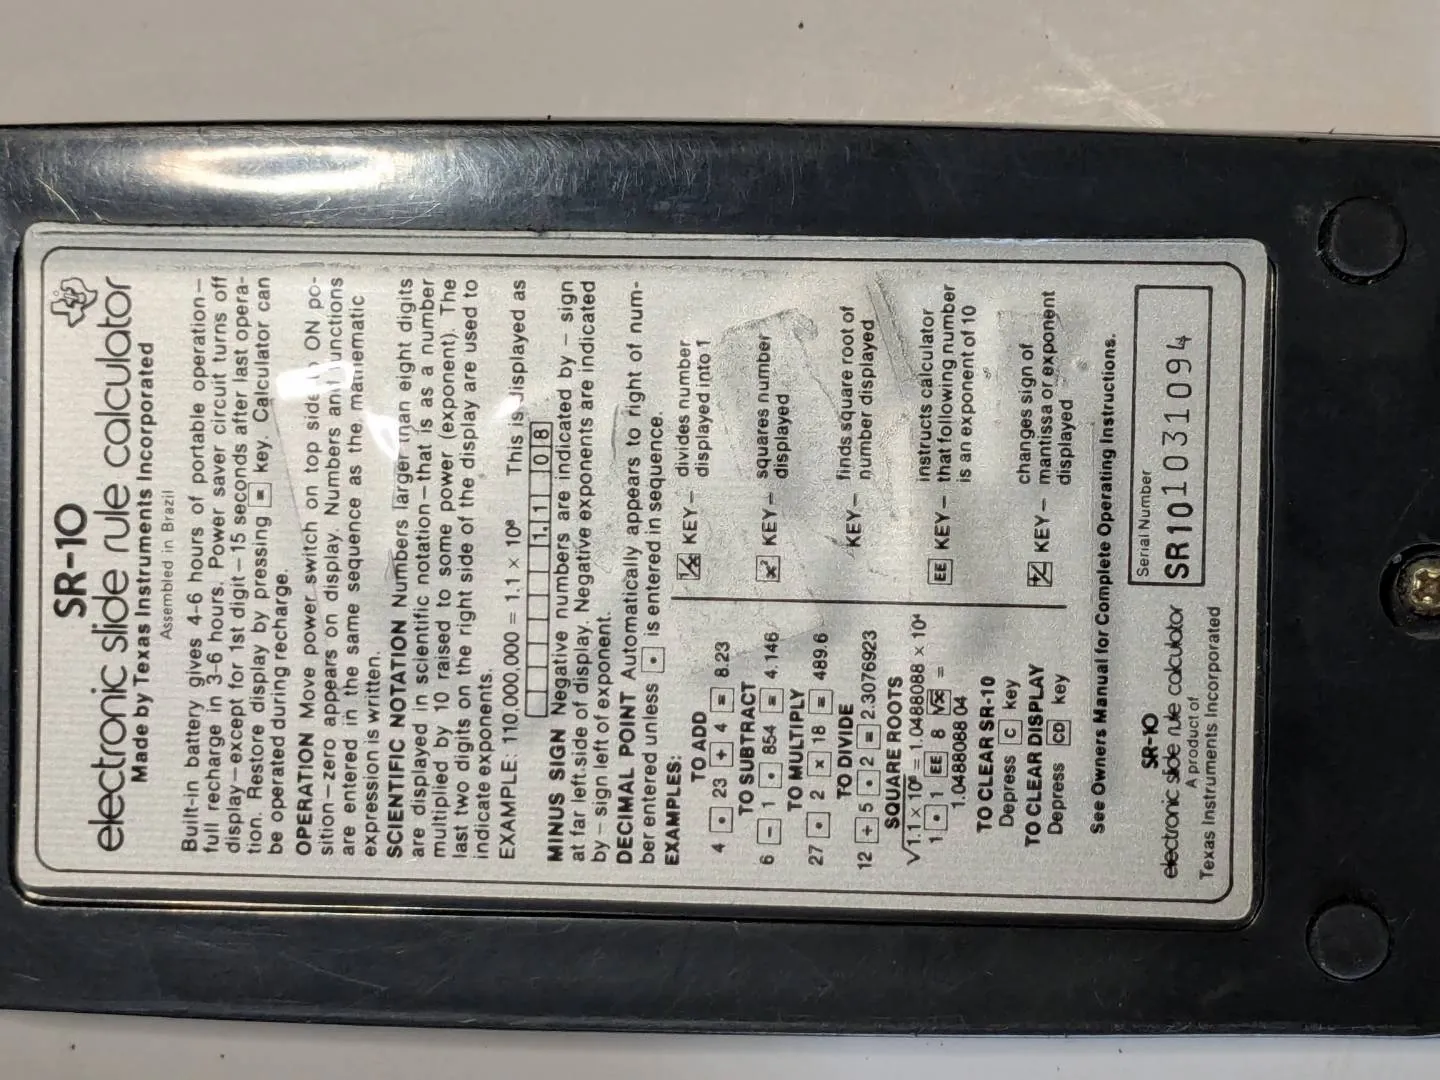 SR-10
electronic slide rule calculator
Made by Texas Instruments Incorporated
Assembled in Brazil
Built-in battery gives 4-6 hours of portable operation—
full recharge in 3-6 hours. Power saver circuit turns off
display—except for 1st digit—15 seconds after last opera-
tion. Restore display by pressing = key. Calculator can
be operated during recharge.
OPERATION Move power switch on top side ON po-
sition—zero appears on display. Numbers and functions
are entered in the same sequence as the mathematic
expression is written.
SCIENTIFIC NOTATION Numbers larger than eight digits
are displayed in scientific notation—that is as a number
multiplied by 10 raised to some power (exponent). The
last two digits on the right side of the display are used to
indicate exponents.
EXAMPLE: 110,000,000 = 1.1 × 10⁸ This is displayed as
1.1 08
MINUS SIGN Negative numbers are indicated by — sign
at far left side of display. Negative exponents are indicated
by — sign left of exponent.
DECIMAL POINT Automatically appears to right of num-
ber entered unless • is entered in sequence.
EXAMPLES:
TO ADD
4 • 23 + 4 = 8.23
TO SUBTRACT
6 − 1 • 854 = 4.146
TO MULTIPLY
27 • 2 × 18 = 489.6
TO DIVIDE
12 ÷ 5 • 2 = 2.3076923
SQUARE ROOTS
√1.1 × 10⁸ = 1.0488088 × 10⁴
1 • 1 EE 8 √x =
1.0488088 04
TO CLEAR SR-10
Depress C key
TO CLEAR DISPLAY
Depress CD key
1/x KEY— divides number
displayed into 1
x² KEY— squares number
displayed
KEY— finds square root of
number displayed
EE KEY— instructs calculator
that following number
is an exponent of 10
+/− KEY— changes sign of
mantissa or exponent
displayed
See Owners Manual for Complete Operating Instructions.
SR-10
electronic slide rule calculator
A product of
Texas Instruments Incorporated
Serial Number
SR101031094